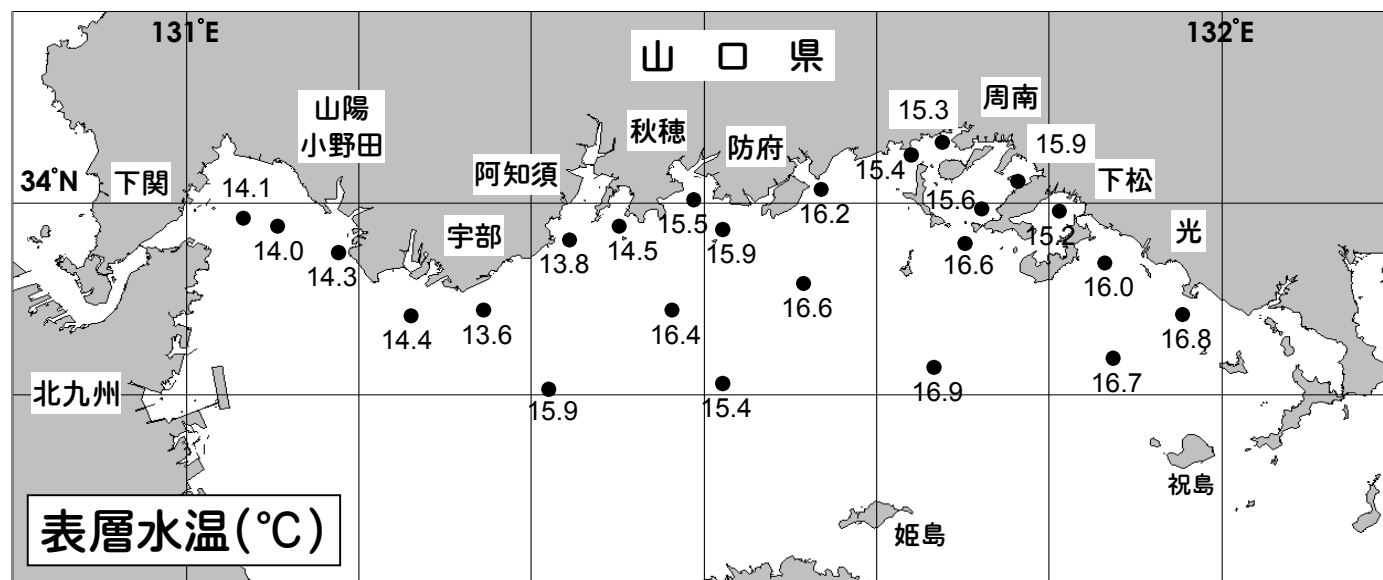 131°E
132°E
山 口 県
山陽
小野田
秋穂
防府
周南
15.3
15.9
15.4
阿知須
下松
34°N
下関
14.1
16.2
15.6
14.0
宇部
14.5
15.5
15.9
15.2
光
14.3
13.8
16.6
16.0
14.4
13.6
16.4
16.6
16.8
北九州
15.9
15.4
16.9
16.7
祝島
姫島
表層水温(℃)